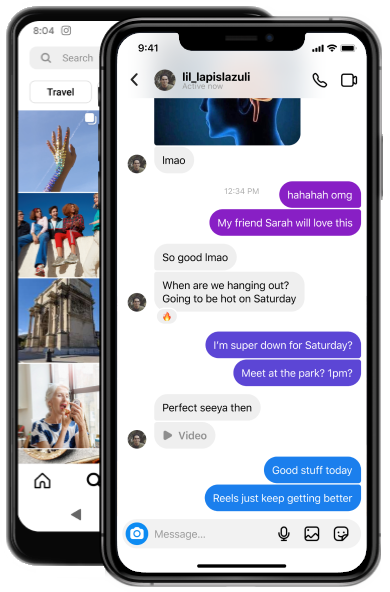 8:04
Search
Travel
9:41
lil_lapislazuli
Active now
lmao
12:34 PM
hahahah omg
My friend Sarah will love this
So good lmao
When are we hanging out?
Going to be hot on Saturday
🔥
I'm super down for Saturday?
Meet at the park? 1pm?
Perfect seeya then
Video
Good stuff today
Reels just keep getting better
Message...